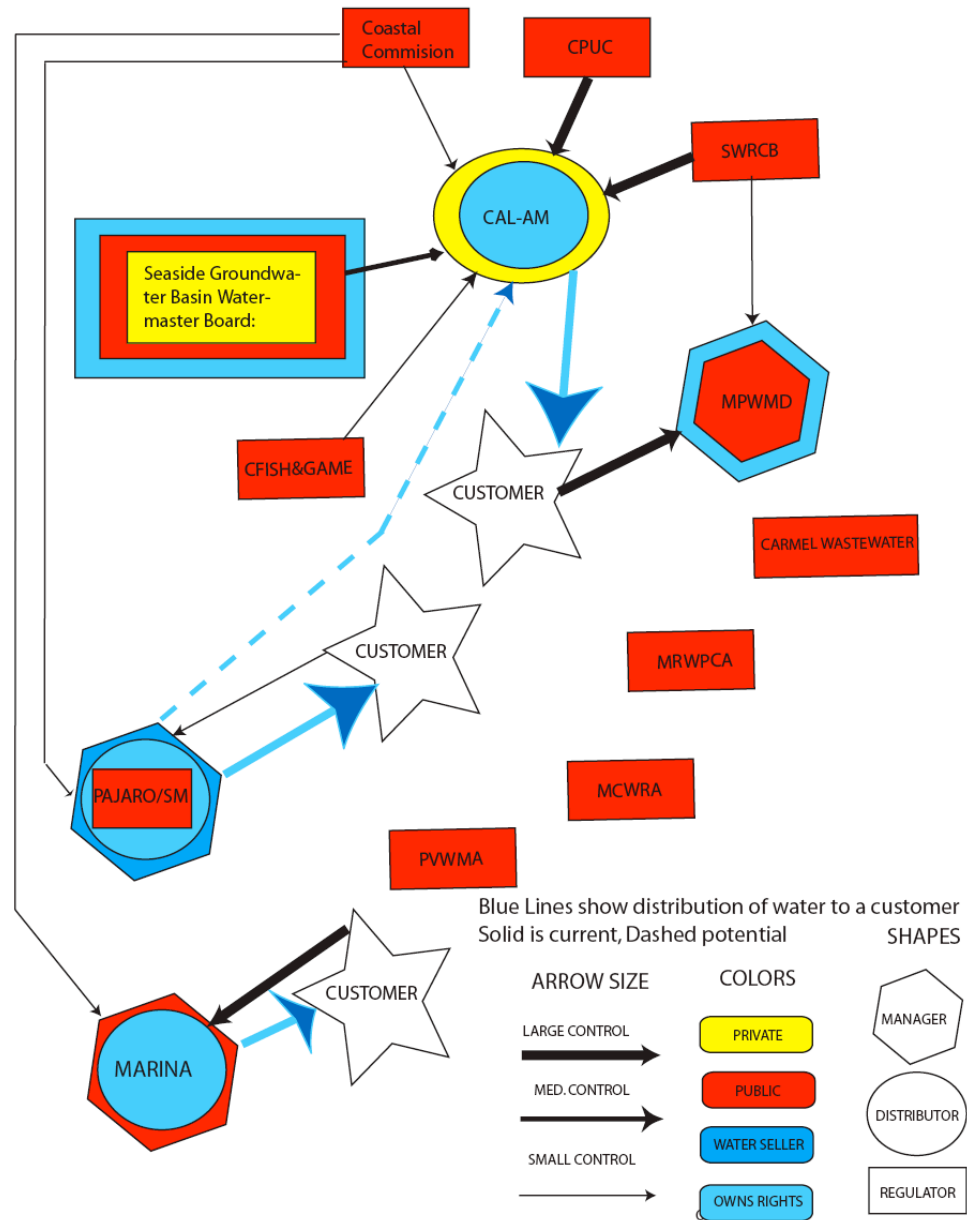 Coastal
Commision
CPUC
SWRCB
CAL-AM
Seaside Groundwa-
ter Basin Water-
master Board:
MPWMD
CFISH&GAME
CUSTOMER
CARMEL WASTEWATER
CUSTOMER
MRWPCA
PAJARO/SM
MCWRA
PVWMA
Blue Lines show distribution of water to a customer
Solid is current, Dashed potential
SHAPES
ARROW SIZE
COLORS
CUSTOMER
MARINA
LARGE CONTROL
MED. CONTROL
SMALL CONTROL
PRIVATE
PUBLIC
WATER SELLER
OWNS RIGHTS
MANAGER
DISTRIBUTOR
REGULATOR